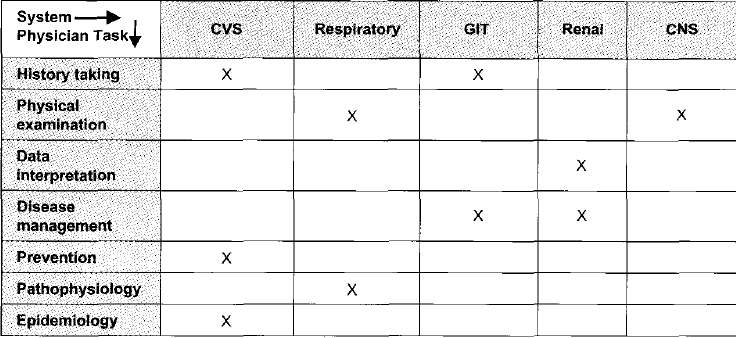 System
Physician Task
CVS Respiratory GIT Renal CNS
History taking X X
Physical
examination X X
Data
interpretation X
Disease
management X X
Prevention X
Pathophysiology X
Epidemiology X